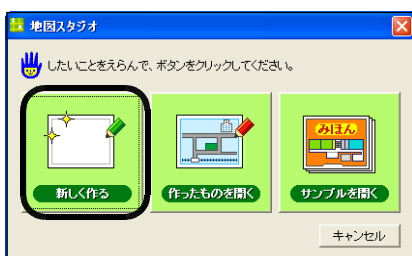 地図スタジオ
したいことをえらんで、ボタンをクリックしてください。
みほん
新しく作る
作ったものを開く
サンプルを開く
キャンセル